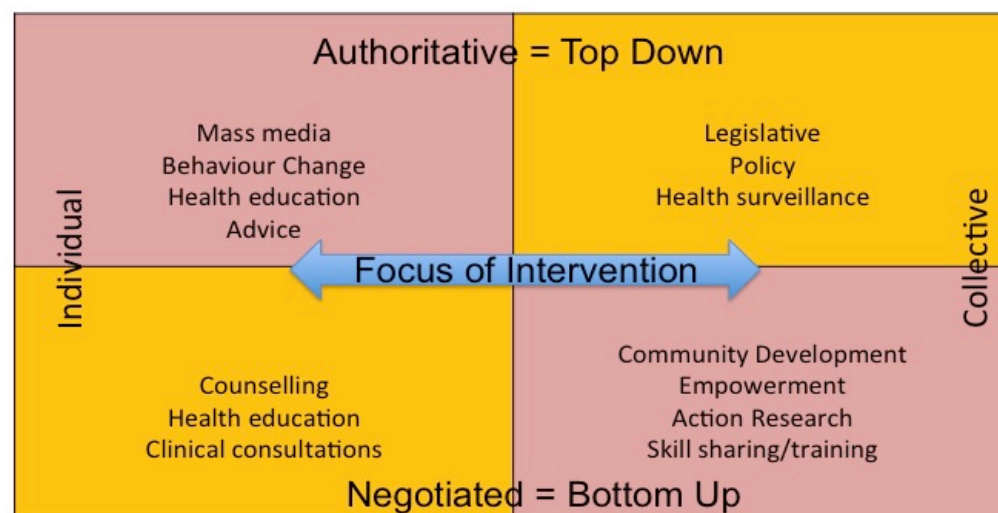 Authoritative = Top Down
Mass media
Behaviour Change
Health education
Advice
Legislative
Policy
Health surveillance
Individual
Focus of Intervention
Collective
Counselling
Health education
Clinical consultations
Community Development
Empowerment
Action Research
Skill sharing/training
Negotiated = Bottom Up